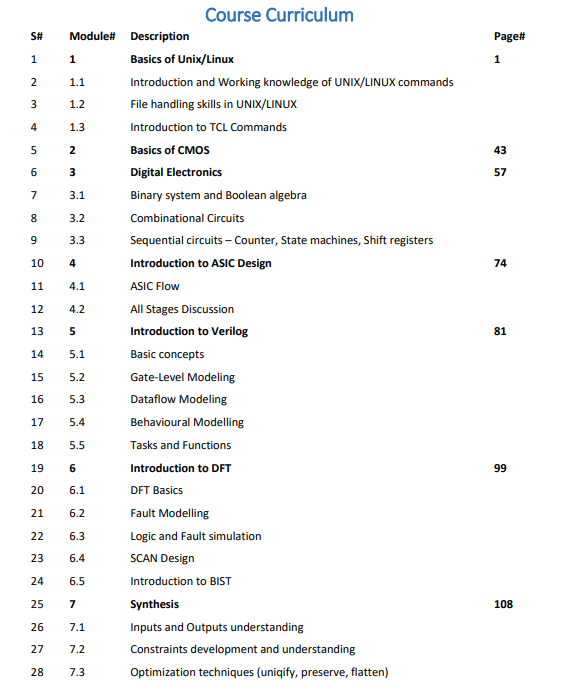 Course Curriculum
S# Module# Description Page#
1 1 Basics of Unix/Linux 1
2 1.1 Introduction and Working knowledge of UNIX/LINUX commands
3 1.2 File handling skills in UNIX/LINUX
4 1.3 Introduction to TCL Commands
5 2 Basics of CMOS 43
6 3 Digital Electronics 57
7 3.1 Binary system and Boolean algebra
8 3.2 Combinational Circuits
9 3.3 Sequential circuits – Counter, State machines, Shift registers
10 4 Introduction to ASIC Design 74
11 4.1 ASIC Flow
12 4.2 All Stages Discussion
13 5 Introduction to Verilog 81
14 5.1 Basic concepts
15 5.2 Gate-Level Modeling
16 5.3 Dataflow Modeling
17 5.4 Behavioural Modelling
18 5.5 Tasks and Functions
19 6 Introduction to DFT 99
20 6.1 DFT Basics
21 6.2 Fault Modelling
22 6.3 Logic and Fault simulation
23 6.4 SCAN Design
24 6.5 Introduction to BIST
25 7 Synthesis 108
26 7.1 Inputs and Outputs understanding
27 7.2 Constraints development and understanding
28 7.3 Optimization techniques (uniqify, preserve, flatten)